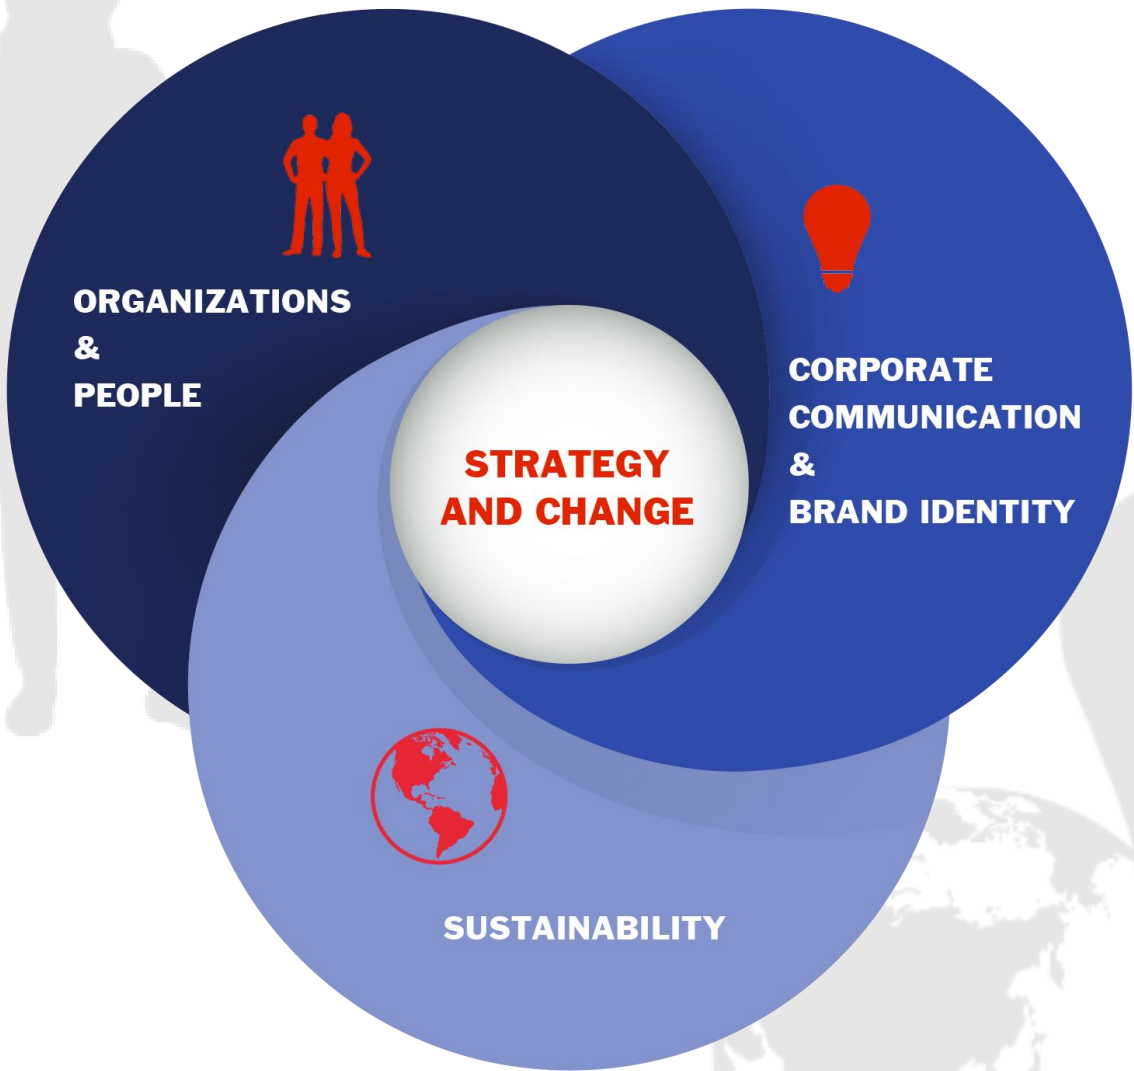 ORGANIZATIONS
&
PEOPLE
CORPORATE
COMMUNICATION
&
BRAND IDENTITY
STRATEGY
AND CHANGE
SUSTAINABILITY